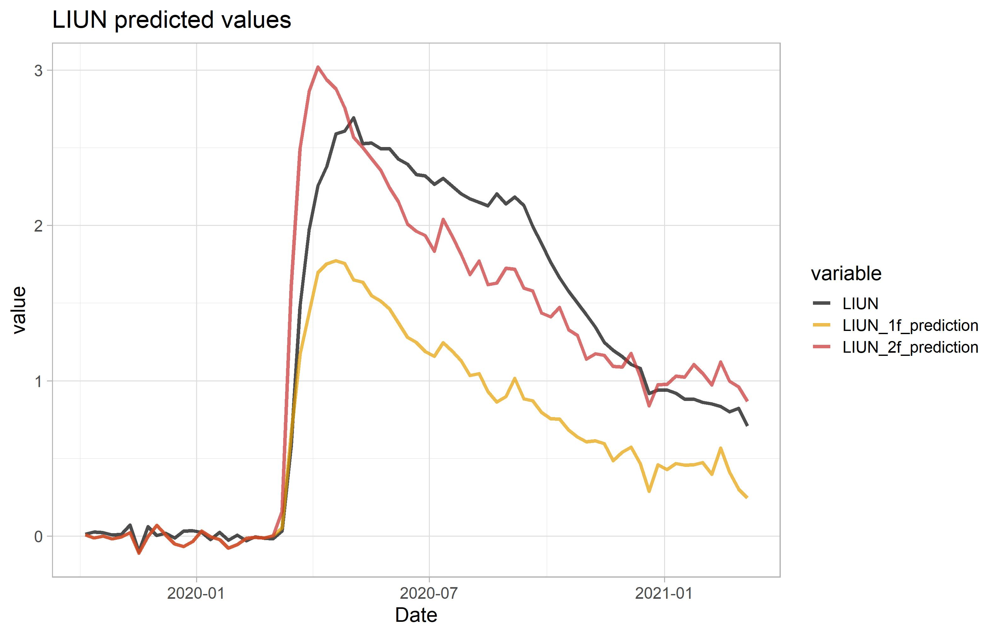 LIUN predicted values
3
2
1
0
value
2020-01
2020-07
2021-01
Date
variable
LIUN
LIUN_1f_prediction
LIUN_2f_prediction